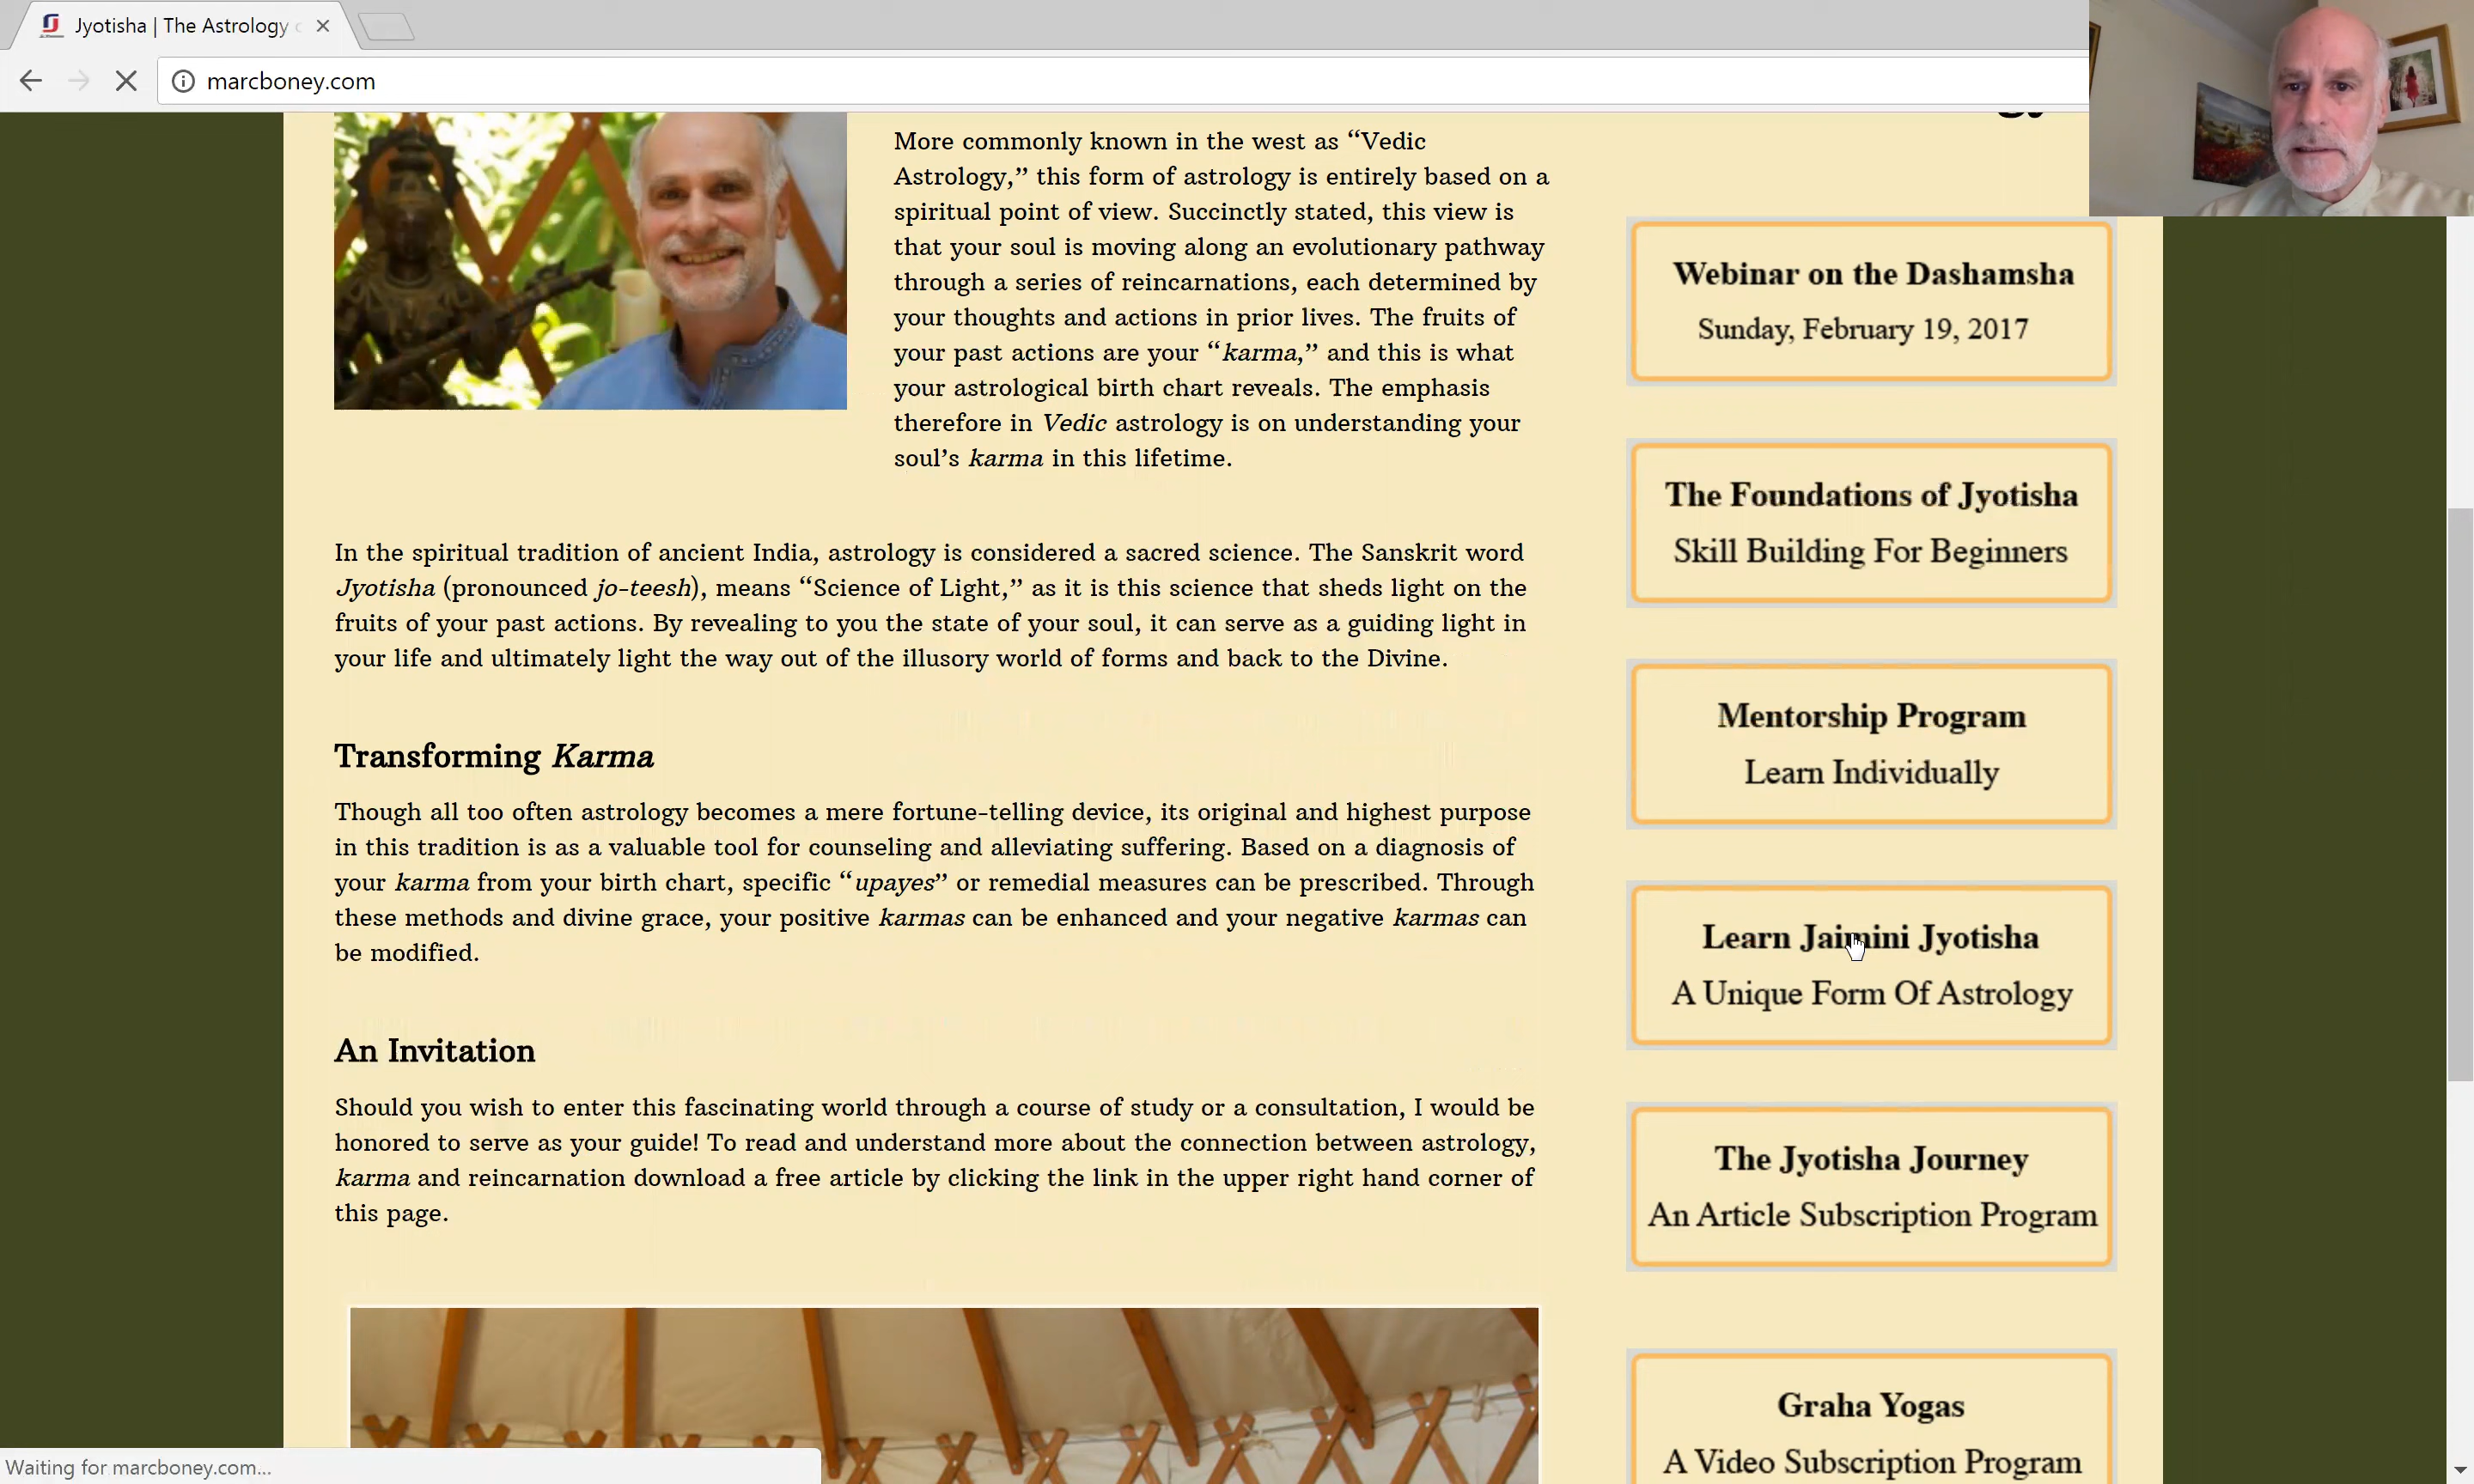 Jyotisha | The Astrology
marcboney.com
More commonly known in the west as “Vedic
Astrology,” this form of astrology is entirely based on a
spiritual point of view. Succinctly stated, this view is
that your soul is moving along an evolutionary pathway
through a series of reincarnations, each determined by
your thoughts and actions in prior lives. The fruits of
your past actions are your “karma,” and this is what
your astrological birth chart reveals. The emphasis
therefore in Vedic astrology is on understanding your
soul’s karma in this lifetime.
In the spiritual tradition of ancient India, astrology is considered a sacred science. The Sanskrit word
Jyotisha (pronounced jo-teesh), means “Science of Light,” as it is this science that sheds light on the
fruits of your past actions. By revealing to you the state of your soul, it can serve as a guiding light in
your life and ultimately light the way out of the illusory world of forms and back to the Divine.
Transforming Karma
Though all too often astrology becomes a mere fortune-telling device, its original and highest purpose
in this tradition is as a valuable tool for counseling and alleviating suffering. Based on a diagnosis of
your karma from your birth chart, specific “upayes” or remedial measures can be prescribed. Through
these methods and divine grace, your positive karmas can be enhanced and your negative karmas can
be modified.
An Invitation
Should you wish to enter this fascinating world through a course of study or a consultation, I would be
honored to serve as your guide! To read and understand more about the connection between astrology,
karma and reincarnation download a free article by clicking the link in the upper right hand corner of
this page.
Webinar on the Dashamsha
Sunday, February 19, 2017
The Foundations of Jyotisha
Skill Building For Beginners
Mentorship Program
Learn Individually
Learn Jaimini Jyotisha
A Unique Form Of Astrology
The Jyotisha Journey
An Article Subscription Program
Graha Yogas
A Video Subscription Program
Waiting for marcboney.com...